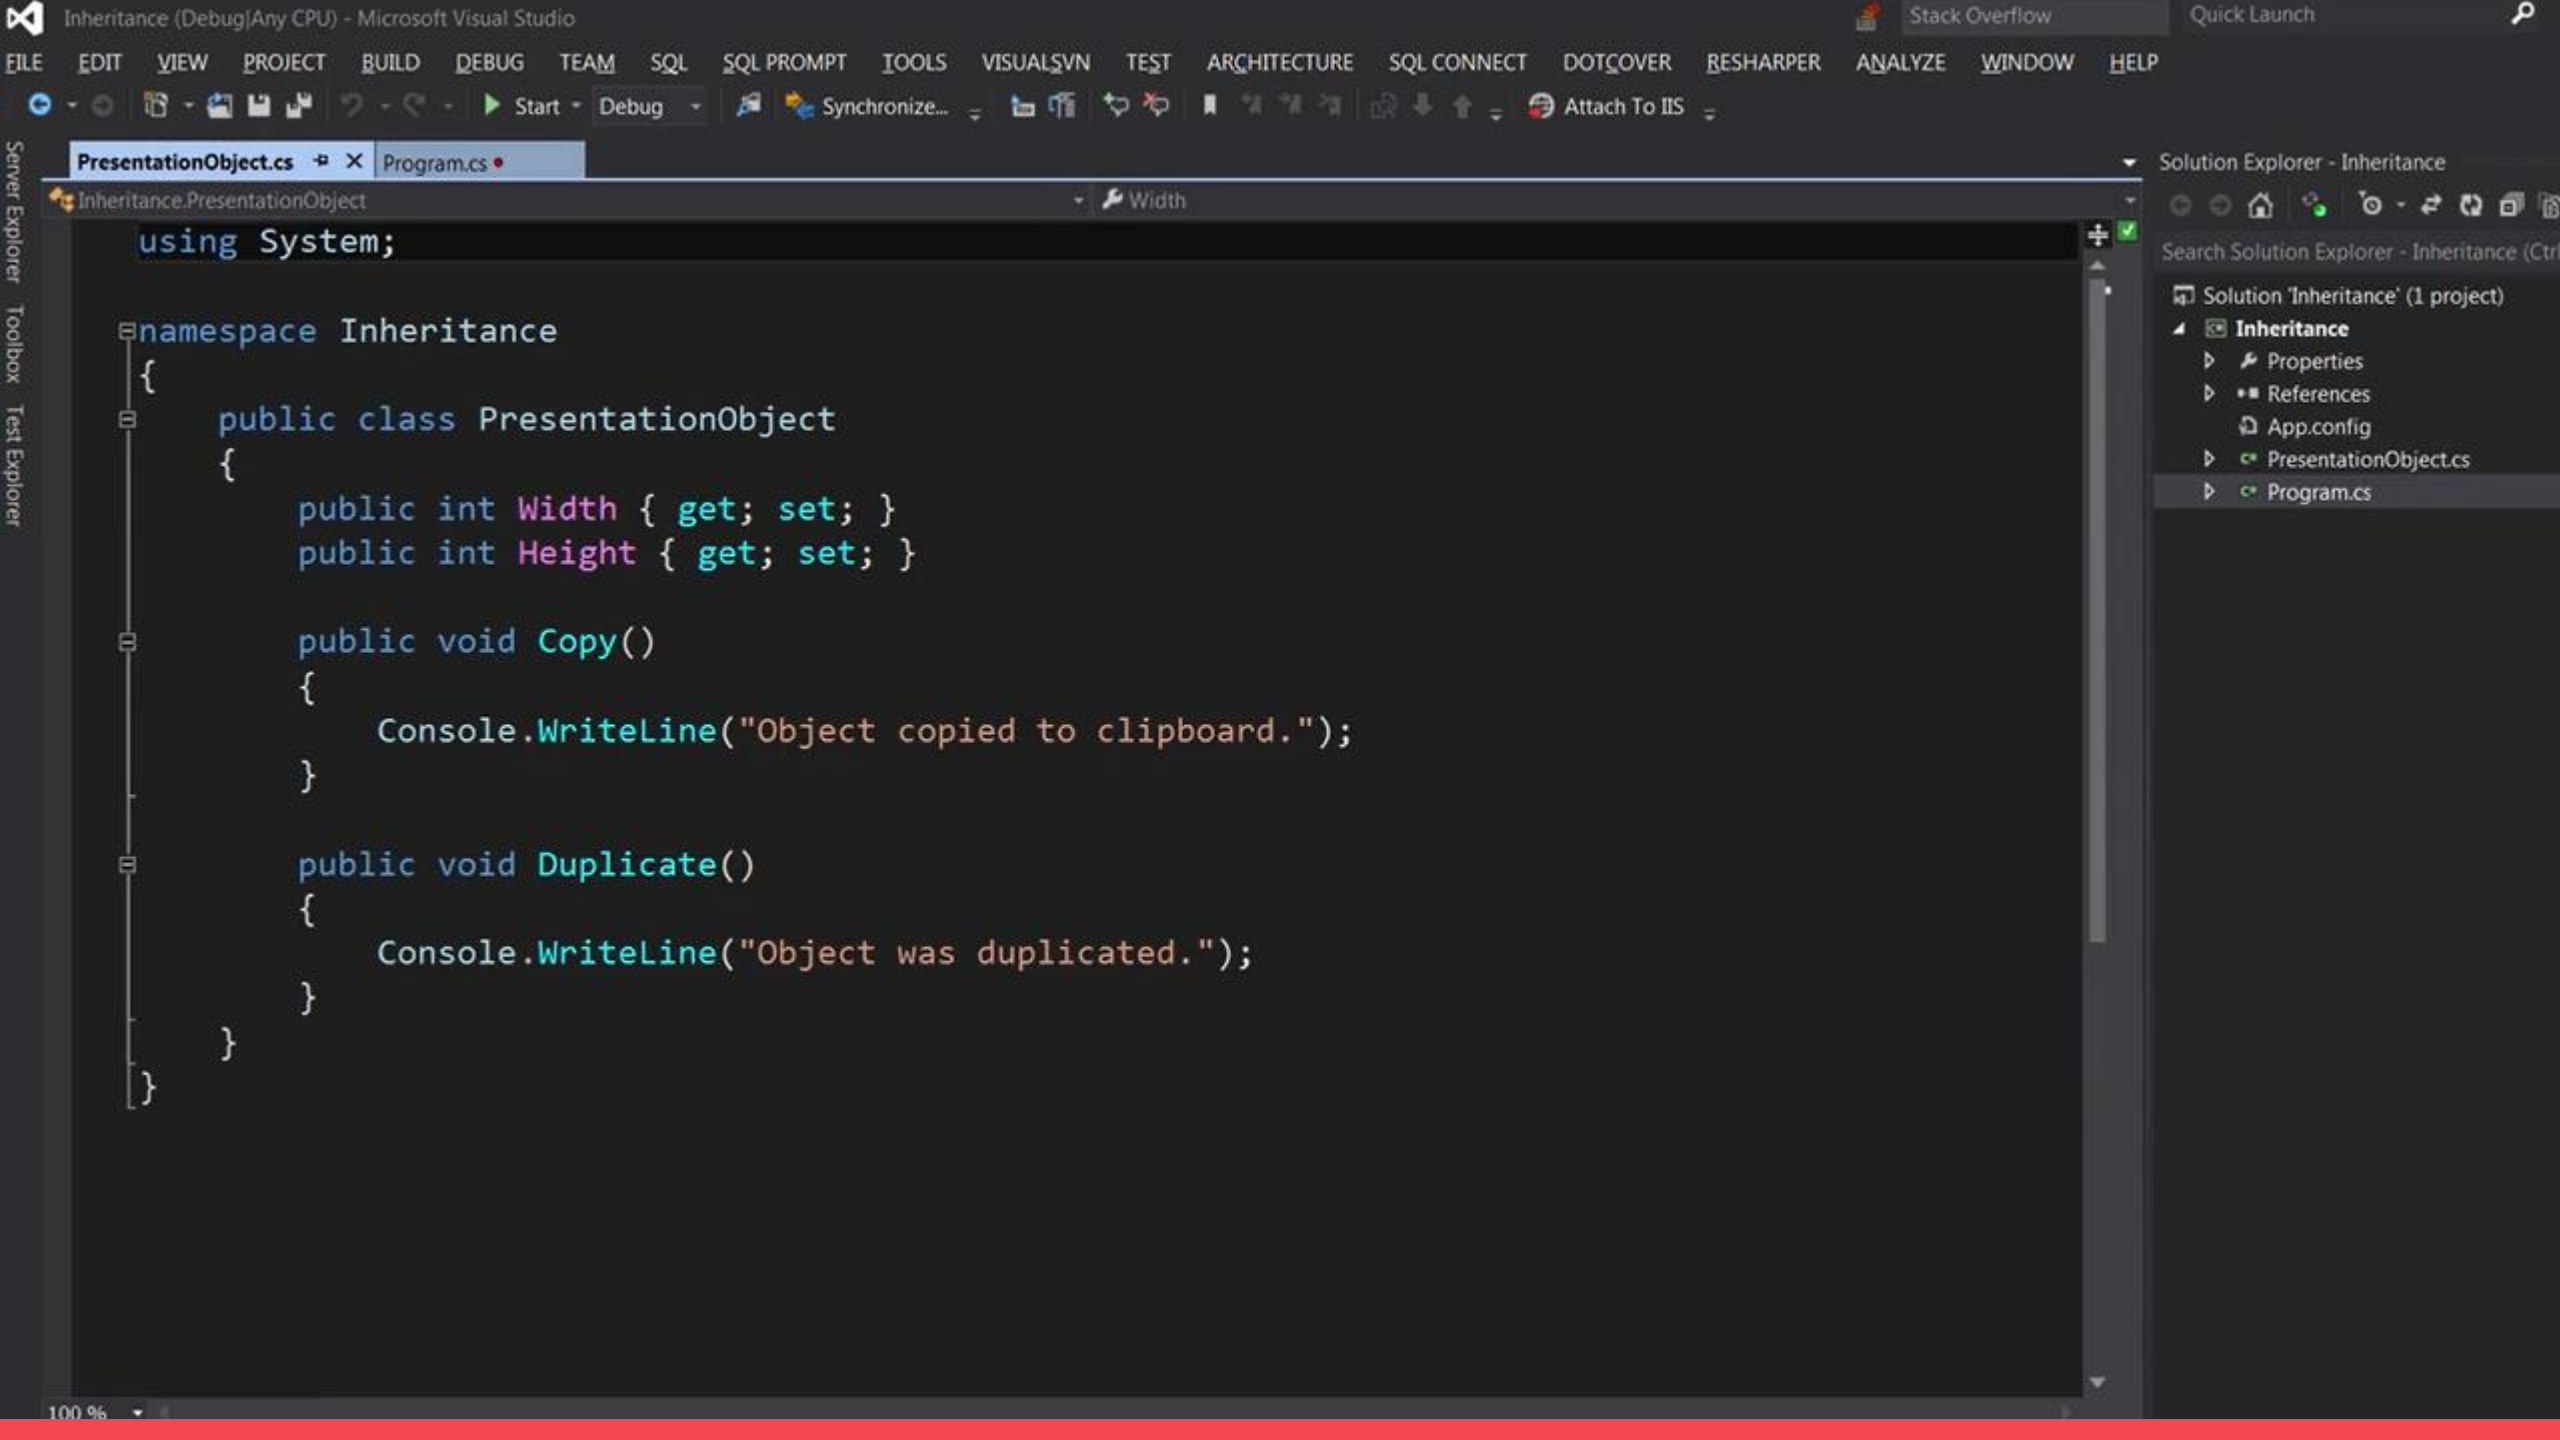 Inheritance (Debug|Any CPU) - Microsoft Visual Studio
Stack Overflow
Quick Launch
FILE EDIT VIEW PROJECT BUILD DEBUG TEAM SQL SQL PROMPT TOOLS VISUALSVN TEST ARCHITECTURE SQL CONNECT DOTCOVER RESHARPER ANALYZE WINDOW HELP
Start Debug Synchronize... Attach To IIS
Server Explorer
Toolbox
Test Explorer
PresentationObject.cs
Program.cs
Inheritance.PresentationObject
Width
using System;
namespace Inheritance
{
public class PresentationObject
{
public int Width { get; set; }
public int Height { get; set; }
public void Copy()
{
Console.WriteLine("Object copied to clipboard.");
}
public void Duplicate()
{
Console.WriteLine("Object was duplicated.");
}
}
}
100 %
Solution Explorer - Inheritance
Search Solution Explorer - Inheritance (Ctrl
Solution 'Inheritance' (1 project)
Inheritance
Properties
References
App.config
PresentationObject.cs
Program.cs